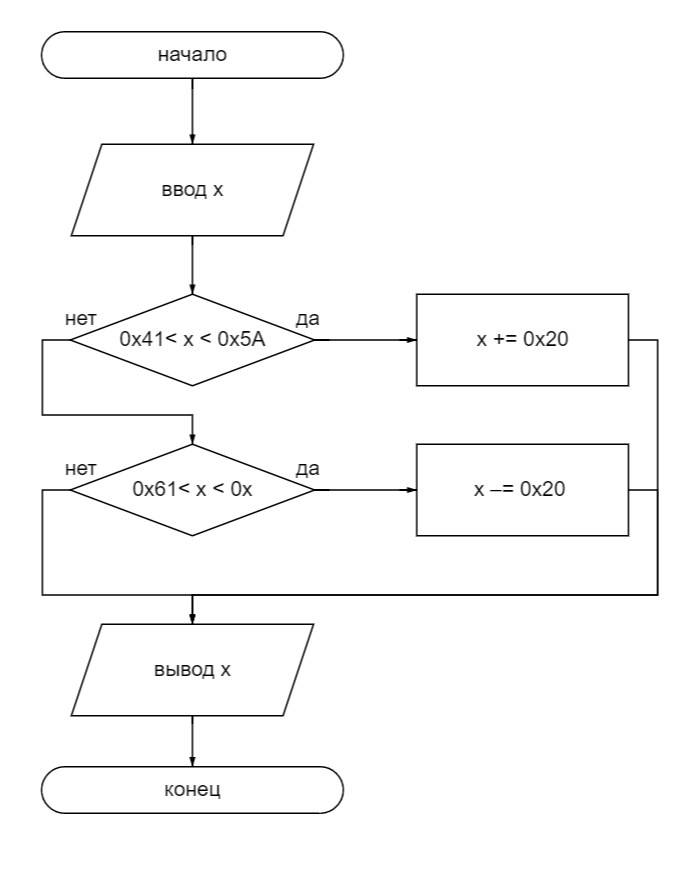 начало
ввод x
нет
да
0x41< x < 0x5A
x += 0x20
нет
да
0x61< x < 0x
x –= 0x20
вывод x
конец